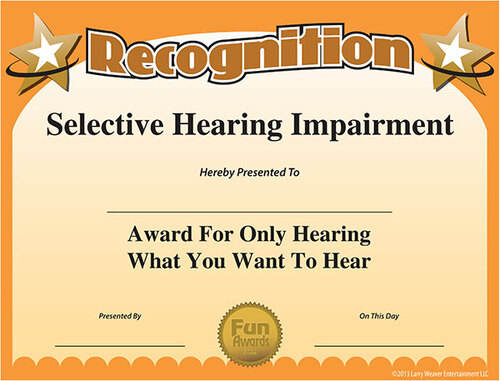 Recognition
Selective Hearing Impairment
Hereby Presented To
Award For Only Hearing
What You Want To Hear
Presented By
On This Day
Fun
Awards
©2013 Larry Weaver Entertainment LLC